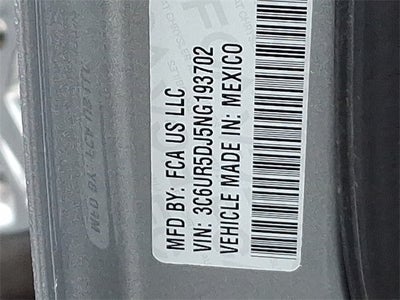 MFD BY: FCA US LLC
VIN: 3C6UR5DJ5NG193702
VEHICLE MADE IN: MEXICO